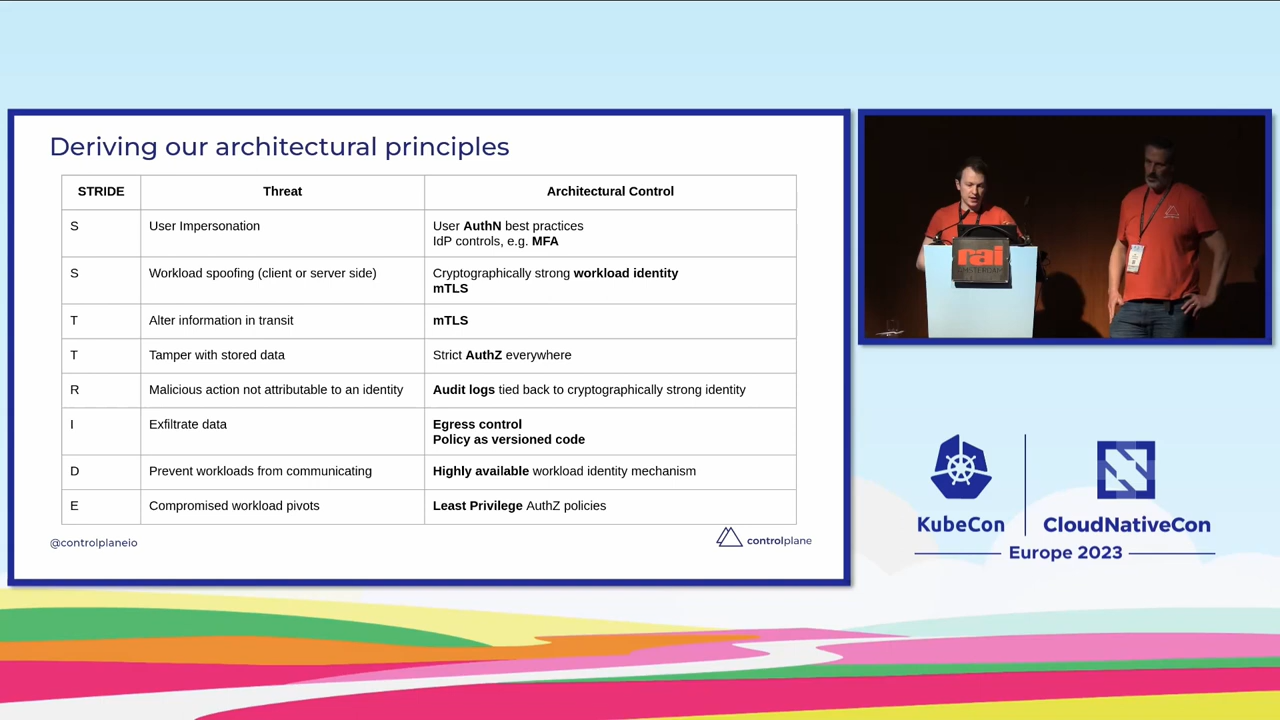 Deriving our architectural principles
STRIDE Threat Architectural Control
S User Impersonation User AuthN best practices
IdP controls, e.g. MFA
S Workload spoofing (client or server side) Cryptographically strong workload identity
mTLS
T Alter information in transit mTLS
T Tamper with stored data Strict AuthZ everywhere
R Malicious action not attributable to an identity Audit logs tied back to cryptographically strong identity
I Exfiltrate data Egress control
Policy as versioned code
D Prevent workloads from communicating Highly available workload identity mechanism
E Compromised workload pivots Least Privilege AuthZ policies
@controlplaneio
controlplane
rai
AMSTERDAM
KubeCon
CloudNativeCon
Europe 2023